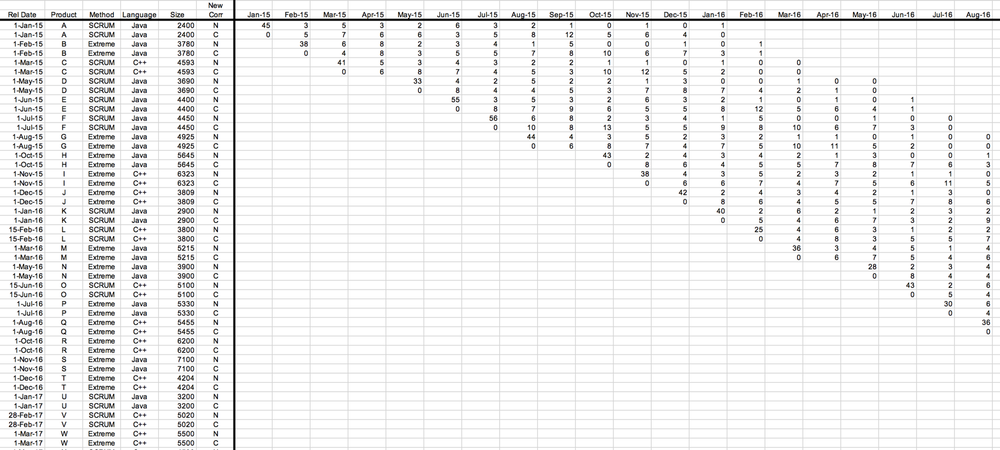 New
Rel Date Product Method Language Size Corr Jan-15 Feb-15 Mar-15 Apr-15 May-15 Jun-15 Jul-15 Aug-15 Sep-15 Oct-15 Nov-15 Dec-15 Jan-16 Feb-16 Mar-16 Apr-16 May-16 Jun-16 Jul-16 Aug-16
1-Jan-15 A SCRUM Java 2400 N 45 3 5 3 2 6 3 2 1 0 1 0 1
1-Jan-15 A SCRUM Java 2400 C 0 5 7 6 6 3 5 8 12 5 6 4 0
1-Feb-15 B Extreme Java 3780 N 38 6 8 2 3 4 1 5 0 0 1 0 1
1-Feb-15 B Extreme Java 3780 C 0 4 8 3 5 5 7 8 10 6 7 3 1
1-Mar-15 C SCRUM C++ 4593 N 41 5 3 4 3 2 2 1 1 0 1 0 0
1-Mar-15 C SCRUM C++ 4593 C 0 6 8 7 4 5 3 10 12 5 2 0 0
1-May-15 D SCRUM Java 3690 N 33 4 2 5 2 2 1 3 0 0 1 0 0
1-May-15 D SCRUM Java 3690 C 0 8 4 4 5 3 7 8 7 4 2 1 0
1-Jun-15 E SCRUM Java 4400 N 55 3 5 3 2 6 3 2 1 0 1 0 1
1-Jun-15 E SCRUM Java 4400 C 0 8 7 9 6 5 5 8 12 5 6 4 1
1-Jul-15 F SCRUM Java 4450 N 56 6 8 2 3 4 1 5 0 0 1 0 0
1-Jul-15 F SCRUM Java 4450 C 0 10 8 13 5 5 9 8 10 6 7 3 0
1-Aug-15 G Extreme Java 4925 N 44 4 3 5 2 3 2 1 1 0 1 0 0
1-Aug-15 G Extreme Java 4925 C 0 6 8 7 4 7 5 10 11 5 2 0 0
1-Oct-15 H Extreme Java 5645 N 43 2 4 3 4 2 1 3 0 0 1
1-Oct-15 H Extreme Java 5645 C 0 8 6 4 5 5 7 8 7 6 3
1-Nov-15 I Extreme C++ 6323 N 38 4 3 5 2 3 2 1 1 0
1-Nov-15 I Extreme C++ 6323 C 0 6 6 7 4 7 5 6 11 5
1-Dec-15 J Extreme C++ 3809 N 42 2 4 3 4 2 1 3 0
1-Dec-15 J Extreme C++ 3809 C 0 8 6 4 5 5 7 8 6
1-Jan-16 K SCRUM Java 2900 N 40 2 6 2 1 2 3 2
1-Jan-16 K SCRUM Java 2900 C 0 5 4 6 7 3 2 9
15-Feb-16 L SCRUM C++ 3800 N 25 4 6 3 1 2 2
15-Feb-16 L SCRUM C++ 3800 C 0 4 8 3 5 5 7
1-Mar-16 M Extreme Java 5215 N 36 3 4 5 1 4
1-Mar-16 M Extreme Java 5215 C 0 6 7 5 4 6
1-May-16 N Extreme Java 3900 N 28 2 3 4
1-May-16 N Extreme Java 3900 C 0 8 4 4
15-Jun-16 O SCRUM C++ 5100 N 43 2 6
15-Jun-16 O SCRUM C++ 5100 C 0 5 4
1-Jul-16 P Extreme Java 5330 N 30 6
1-Jul-16 P Extreme Java 5330 C 0 4
1-Aug-16 Q Extreme C++ 5455 N 36
1-Aug-16 Q Extreme C++ 5455 C 0
1-Oct-16 R Extreme C++ 6200 N
1-Oct-16 R Extreme C++ 6200 C
1-Nov-16 S Extreme Java 7100 N
1-Nov-16 S Extreme Java 7100 C
1-Dec-16 T Extreme C++ 4204 N
1-Dec-16 T Extreme C++ 4204 C
1-Jan-17 U SCRUM Java 3200 N
1-Jan-17 U SCRUM Java 3200 C
28-Feb-17 V SCRUM C++ 5020 N
28-Feb-17 V SCRUM C++ 5020 C
1-Mar-17 W Extreme C++ 5500 N
1-Mar-17 W Extreme C++ 5500 C